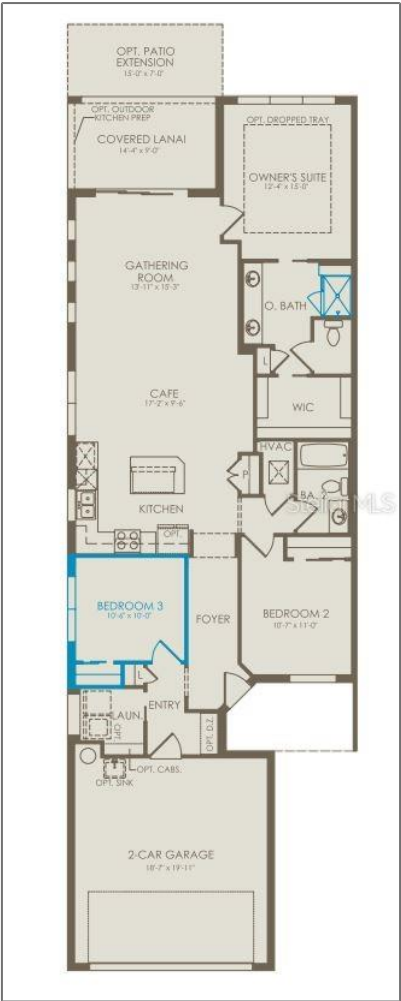 OPT. PATIO
EXTENSION
15'-0" x 7'-0"
OPT. OUTDOOR
KITCHEN PREP
COVERED LANAI
14'-4" x 9'-0"
OPT. DROPPED TRAY
OWNER'S SUITE
12'-4" x 15'-0"
GATHERING
ROOM
13'-11" x 15'-3"
O. BATH
L
CAFE
17'-2" x 9'-6"
WIC
HVAC
P
BA. 2
KITCHEN
OPT.
BEDROOM 3
10'-6" x 10'-0"
FOYER
BEDROOM 2
10'-7" x 11'-0"
L
LAUN.
OPT.
ENTRY
OPT. D.Z.
OPT. CABS.
OPT. SINK
2-CAR GARAGE
18'-7" x 19'-11"